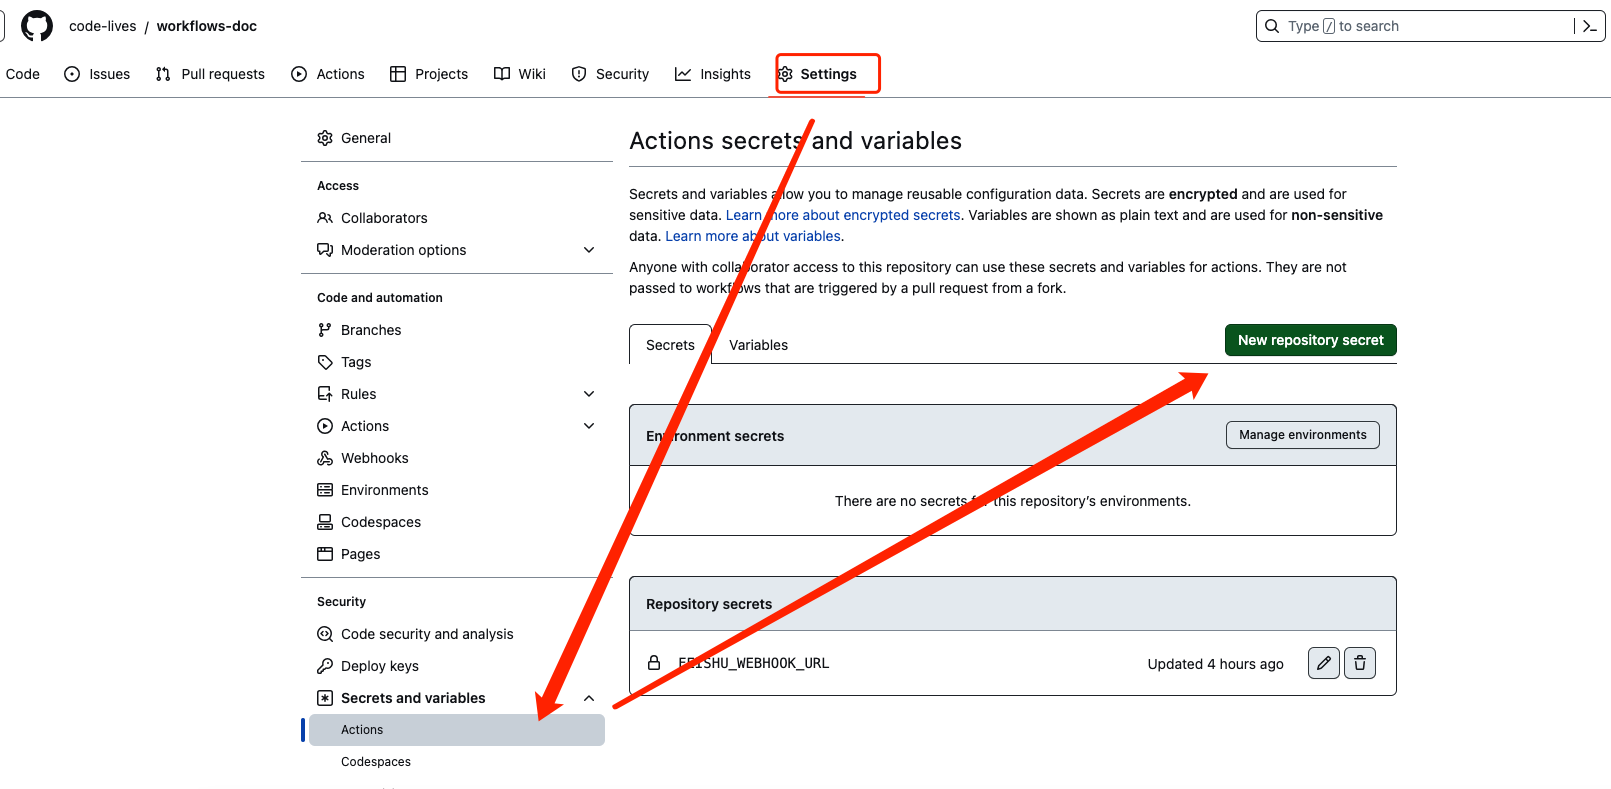 code-lives / workflows-doc
Type / to search
Code
Issues
Pull requests
Actions
Projects
Wiki
Security
Insights
Settings
General
Access
Collaborators
Moderation options
Code and automation
Branches
Tags
Rules
Actions
Webhooks
Environments
Codespaces
Pages
Security
Code security and analysis
Deploy keys
Secrets and variables
Actions
Codespaces
Actions secrets and variables
Secrets and variables allow you to manage reusable configuration data. Secrets are encrypted and are used for
sensitive data. Learn more about encrypted secrets. Variables are shown as plain text and are used for non-sensitive
data. Learn more about variables.
Anyone with collaborator access to this repository can use these secrets and variables for actions. They are not
passed to workflows that are triggered by a pull request from a fork.
Secrets
Variables
New repository secret
Environment secrets
Manage environments
There are no secrets for this repository's environments.
Repository secrets
FEISHU_WEBHOOK_URL
Updated 4 hours ago